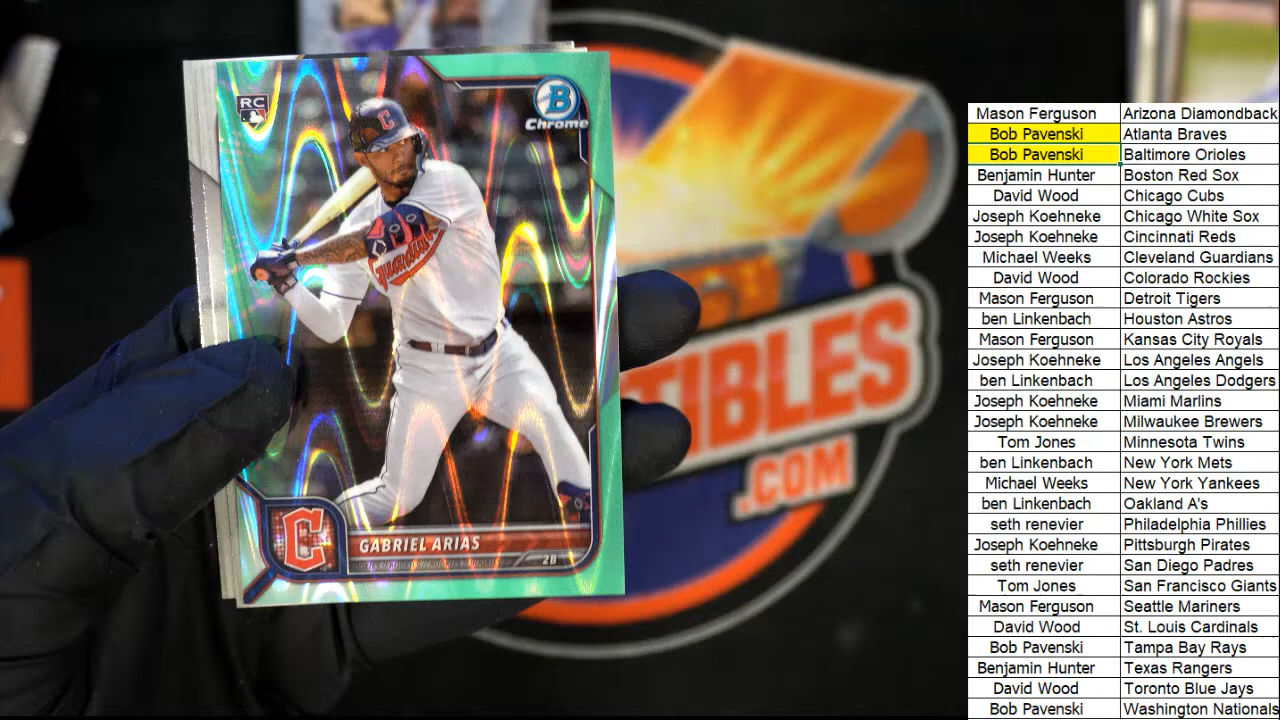 RC
B
Chrome
C
Guardians
C
GABRIEL ARIAS
2B
TIBLES
.COM
Mason Ferguson Arizona Diamondback
Bob Pavenski Atlanta Braves
Bob Pavenski Baltimore Orioles
Benjamin Hunter Boston Red Sox
David Wood Chicago Cubs
Joseph Koehneke Chicago White Sox
Joseph Koehneke Cincinnati Reds
Michael Weeks Cleveland Guardians
David Wood Colorado Rockies
Mason Ferguson Detroit Tigers
ben Linkenbach Houston Astros
Mason Ferguson Kansas City Royals
Joseph Koehneke Los Angeles Angels
ben Linkenbach Los Angeles Dodgers
Joseph Koehneke Miami Marlins
Joseph Koehneke Milwaukee Brewers
Tom Jones Minnesota Twins
ben Linkenbach New York Mets
Michael Weeks New York Yankees
ben Linkenbach Oakland A's
seth renevier Philadelphia Phillies
Joseph Koehneke Pittsburgh Pirates
seth renevier San Diego Padres
Tom Jones San Francisco Giants
Mason Ferguson Seattle Mariners
David Wood St. Louis Cardinals
Bob Pavenski Tampa Bay Rays
Benjamin Hunter Texas Rangers
David Wood Toronto Blue Jays
Bob Pavenski Washington Nationals